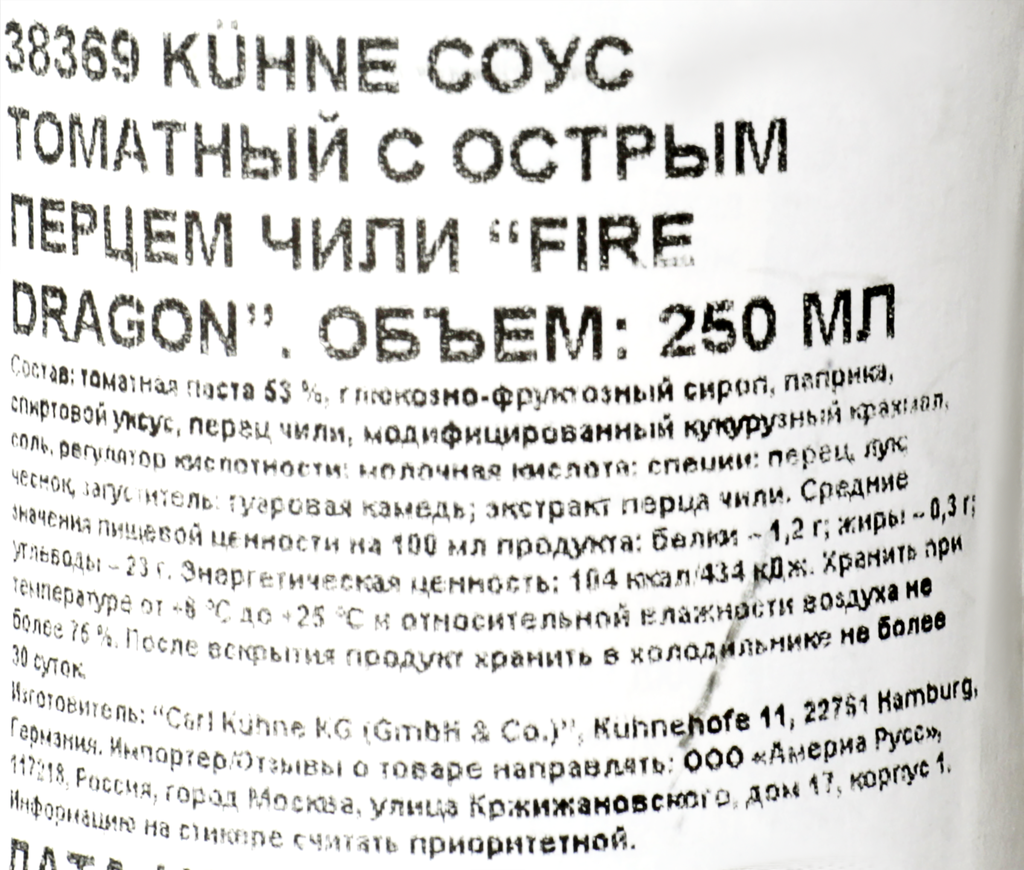 38369 KÜHNE СОУС
ТОМАТНЫЙ С ОСТРЫМ
ПЕРЦЕМ ЧИЛИ “FIRE
DRAGON”. ОБЪЕМ: 250 МЛ
Состав: томатная паста 53 %, глюкозно-фруктозный сироп, паприка,
спиртовой уксус, перец чили, модифицированный кукурузный крахмал,
соль, регулятор кислотности: молочная кислота; специи: перец, лук,
чеснок, загуститель: гуаровая камедь; экстракт перца чили. Средние
значения пищевой ценности на 100 мл продукта: белки – 1,2 г; жиры – 0,3 г;
углеводы – 23 г. Энергетическая ценность: 104 ккал/434 кДж. Хранить при
температуре от +8 °C до +25 °C и относительной влажности воздуха не
более 76 %. После вскрытия продукт хранить в холодильнике не более
30 суток.
Изготовитель: “Carl Kühne KG (GmbH & Co.)”, Kühnehöfe 11, 22761 Hamburg,
Германия. Импортер/Отзывы о товаре направлять: ООО «Америа Русс»,
117218, Россия, город Москва, улица Кржижановского, дом 17, корпус 1.
Информацию на стикере считать приоритетной.
ДАТА